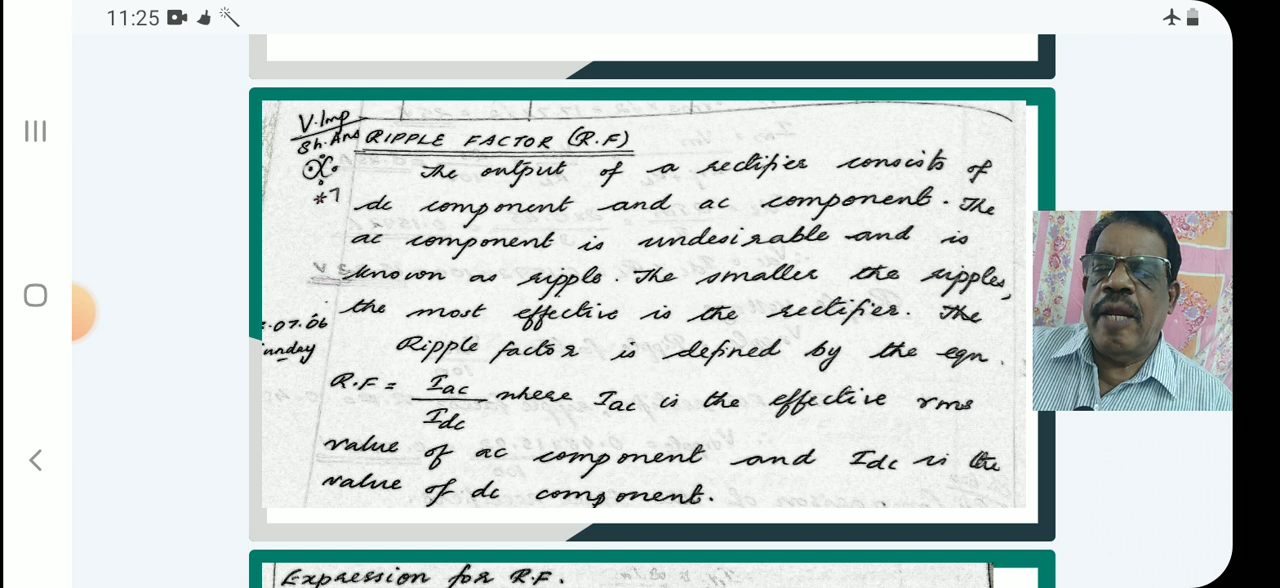 11:25
V.Imp
Sh.Ans
RIPPLE FACTOR (R.F)
*7
The output of a rectifier consists of
dc component and ac component. The
ac component is undesirable and is
known as ripple. The smaller the ripples,
the most effective is the rectifier. The
.07.06
Ripple factor is defined by the eqn.
R.F = Iac / Idc where Iac is the effective rms
value of ac component and Idc is the
value of dc component.
Expression for R.F.